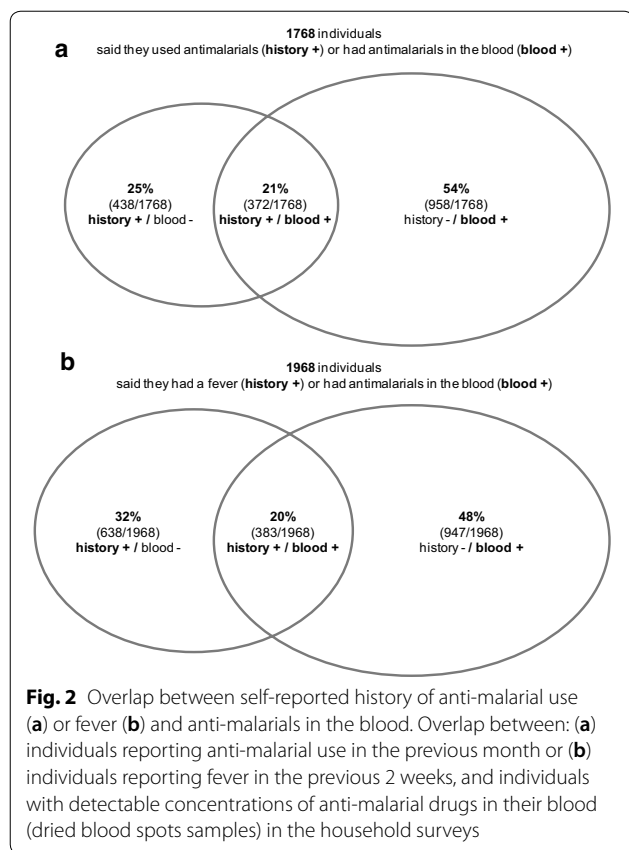 a
1768 individuals
said they used antimalarials (history +) or had antimalarials in the blood (blood +)
25%
(438/1768)
history + / blood -
21%
(372/1768)
history + / blood +
54%
(958/1768)
history - / blood +
b
1968 individuals
said they had a fever (history +) or had antimalarials in the blood (blood +)
32%
(638/1968)
history + / blood -
20%
(383/1968)
history + / blood +
48%
(947/1968)
history - / blood +
Fig. 2 Overlap between self-reported history of anti-malarial use
(a) or fever (b) and anti-malarials in the blood. Overlap between: (a)
individuals reporting anti-malarial use in the previous month or (b)
individuals reporting fever in the previous 2 weeks, and individuals
with detectable concentrations of anti-malarial drugs in their blood
(dried blood spots samples) in the household surveys